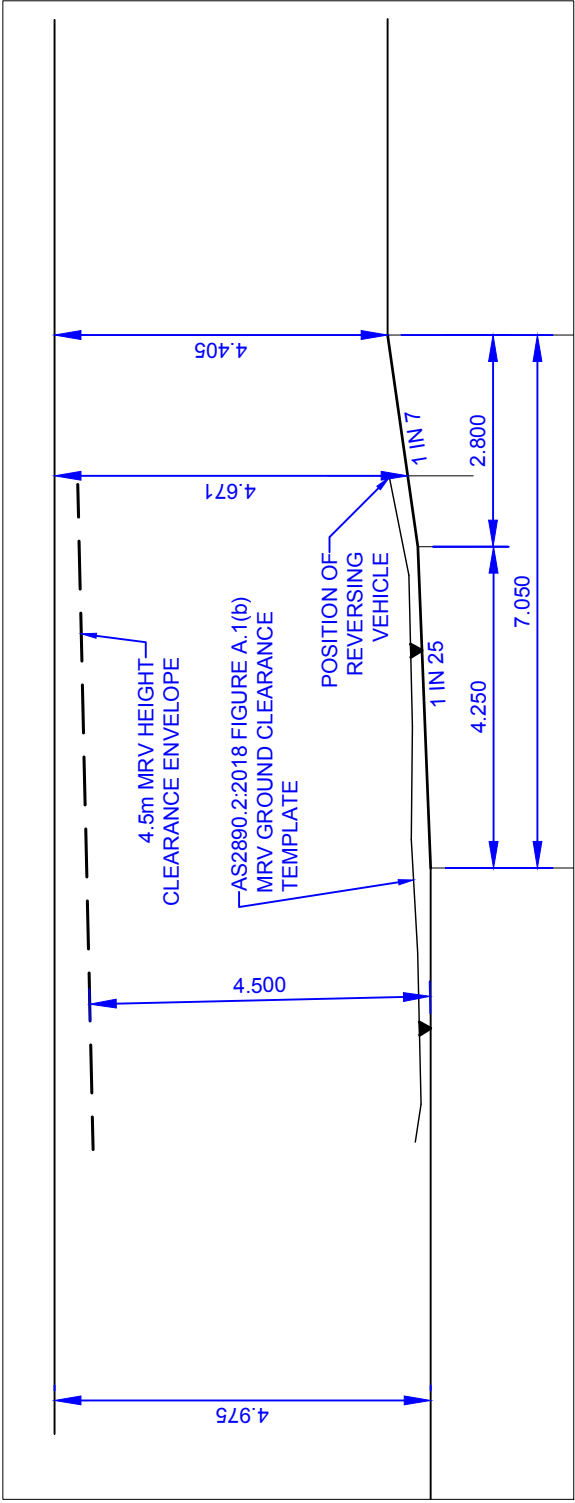 4.405
4.671
1 IN 7
2.800
4.5m MRV HEIGHT
CLEARANCE ENVELOPE
AS2890.2:2018 FIGURE A.1(b)
MRV GROUND CLEARANCE
TEMPLATE
POSITION OF
REVERSING
VEHICLE
1 IN 25
4.250
7.050
4.500
4.975